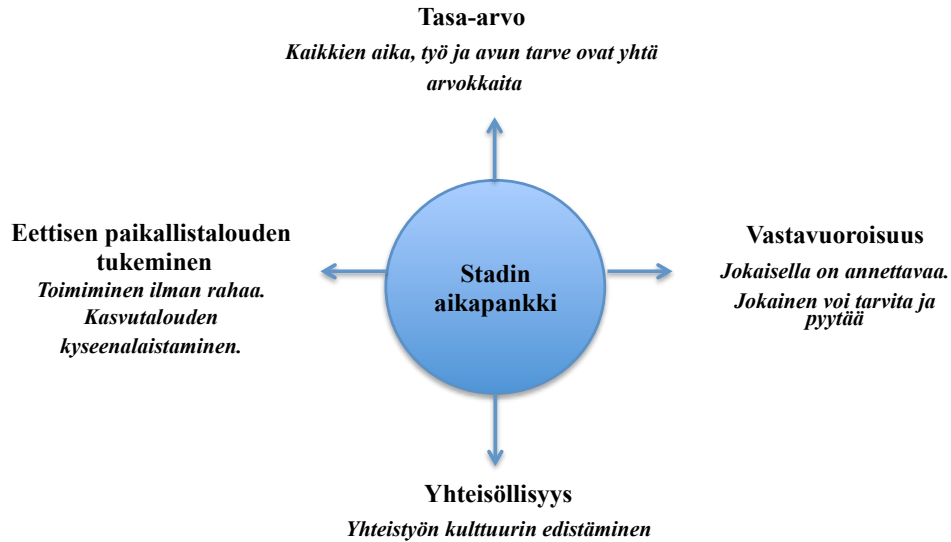 Tasa-arvo
Kaikkien aika, työ ja avun tarve ovat yhtä
arvokkaita
Eettisen paikallistalouden
tukeminen
Toimiminen ilman rahaa.
Kasvutalouden
kyseenalaistaminen.
Stadin
aikapankki
Vastavuoroisuus
Jokaisella on annettavaa.
Jokainen voi tarvita ja
pyytää
Yhteisöllisyys
Yhteistyön kulttuurin edistäminen